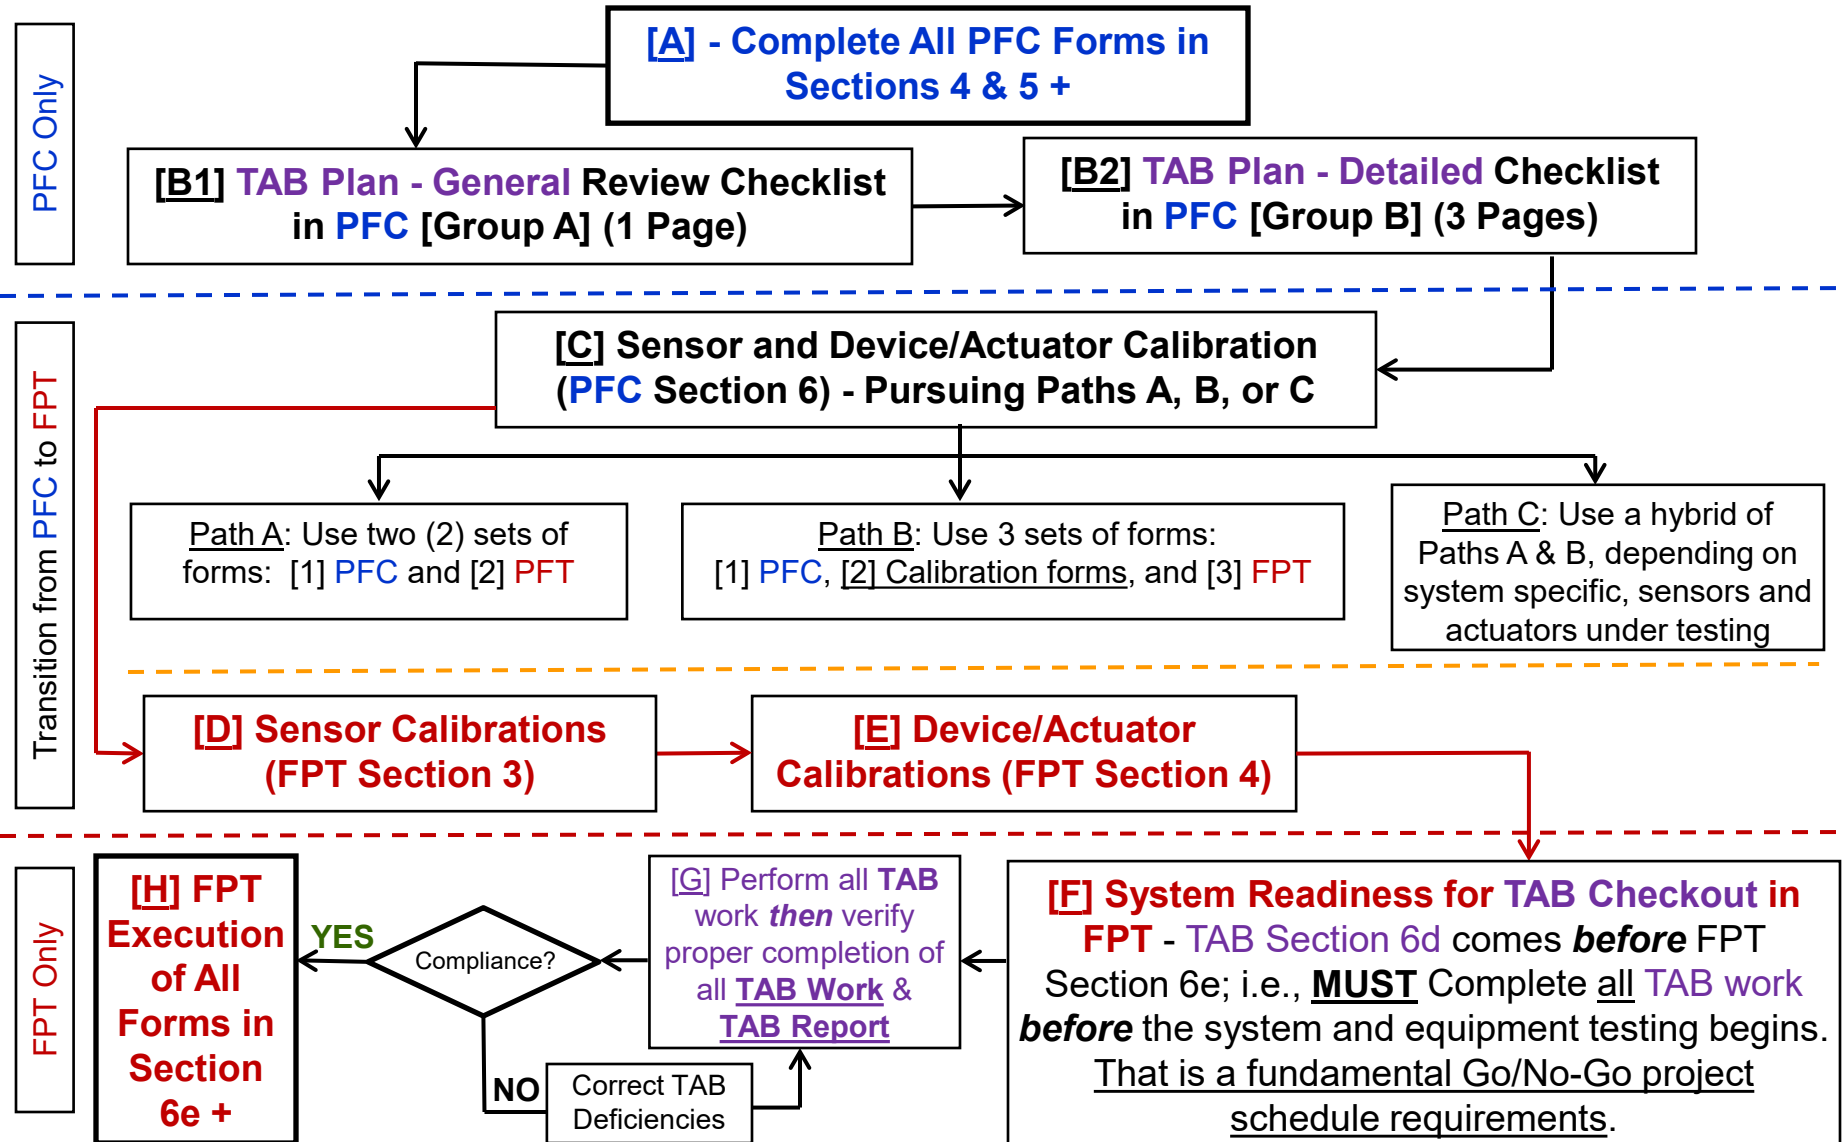 PFC Only
[A] - Complete All PFC Forms in
Sections 4 & 5 +
[B1] TAB Plan - General Review Checklist
in PFC [Group A] (1 Page)
[B2] TAB Plan - Detailed Checklist
in PFC [Group B] (3 Pages)
Transition from PFC to FPT
[C] Sensor and Device/Actuator Calibration
(PFC Section 6) - Pursuing Paths A, B, or C
Path A: Use two (2) sets of
forms: [1] PFC and [2] PFT
Path B: Use 3 sets of forms:
[1] PFC, [2] Calibration forms, and [3] FPT
Path C: Use a hybrid of
Paths A & B, depending on
system specific, sensors and
actuators under testing
[D] Sensor Calibrations
(FPT Section 3)
[E] Device/Actuator
Calibrations (FPT Section 4)
FPT Only
[F] System Readiness for TAB Checkout in
FPT - TAB Section 6d comes before FPT
Section 6e; i.e., MUST Complete all TAB work
before the system and equipment testing begins.
That is a fundamental Go/No-Go project
schedule requirements.
[G] Perform all TAB
work then verify
proper completion of
all TAB Work &
TAB Report
Compliance?
YES
NO
Correct TAB
Deficiencies
[H] FPT
Execution
of All
Forms in
Section
6e +